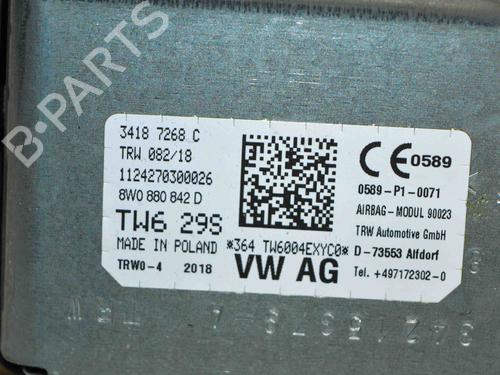 B-PARTS
3418 7268 C
TRW 082/18
1124270300026
8W0 880 842 D
TW6 29S
MADE IN POLAND *364 TW6004EXYC0*
TRW0-4 2018 VW AG
CE 0589
0589-P1-0071
AIRBAG-MODUL 90023
TRW Automotive GmbH
D-73553 Alfdorf
Tel. +497172302-0